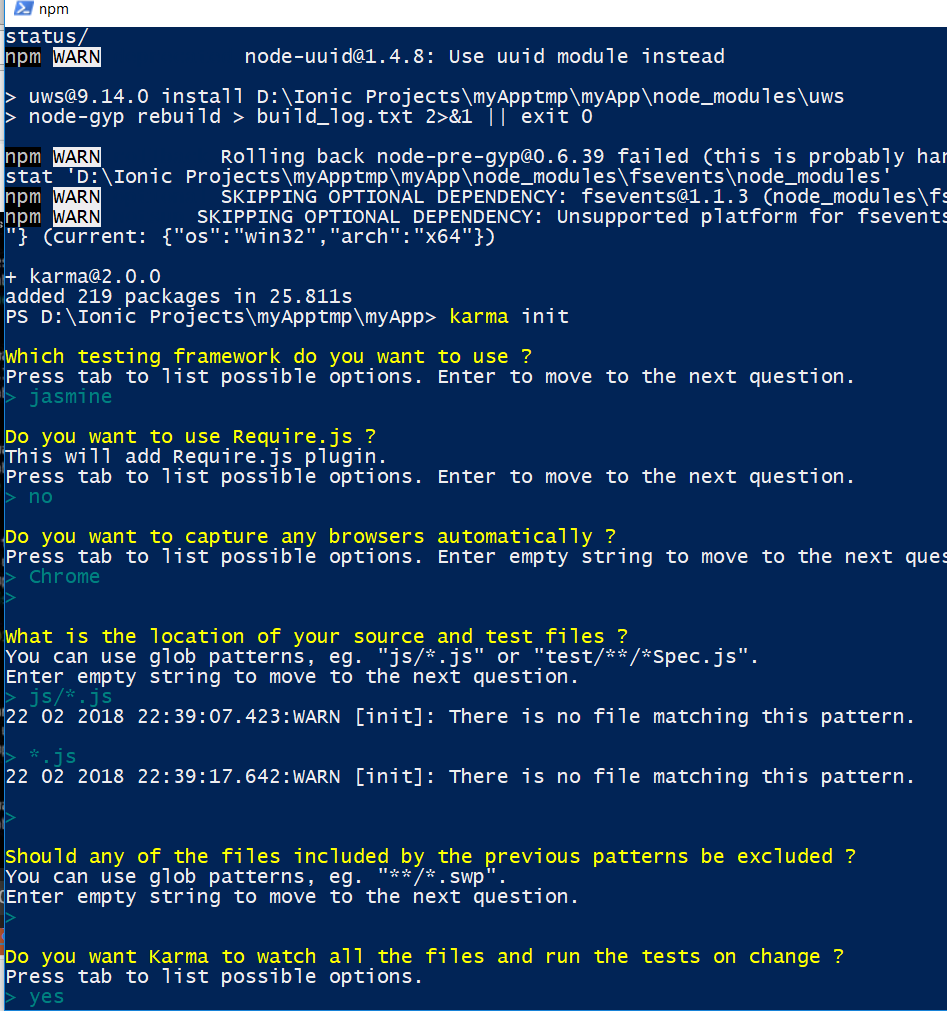 npm
status/
npm WARN            node-uuid@1.4.8: Use uuid module instead
> uws@9.14.0 install D:\Ionic Projects\myApptmp\myApp\node_modules\uws
> node-gyp rebuild > build_log.txt 2>&1 || exit 0
npm WARN          Rolling back node-pre-gyp@0.6.39 failed (this is probably har
stat 'D:\Ionic Projects\myApptmp\myApp\node_modules\fsevents\node_modules'
npm WARN          SKIPPING OPTIONAL DEPENDENCY: fsevents@1.1.3 (node_modules\fs
npm WARN        SKIPPING OPTIONAL DEPENDENCY: Unsupported platform for fsevents
"} (current: {"os":"win32","arch":"x64"})
+ karma@2.0.0
added 219 packages in 25.811s
PS D:\Ionic Projects\myApptmp\myApp> karma init
Which testing framework do you want to use ?
Press tab to list possible options. Enter to move to the next question.
> jasmine
Do you want to use Require.js ?
This will add Require.js plugin.
Press tab to list possible options. Enter to move to the next question.
> no
Do you want to capture any browsers automatically ?
Press tab to list possible options. Enter empty string to move to the next ques
> Chrome
>
What is the location of your source and test files ?
You can use glob patterns, eg. "js/*.js" or "test/**/*Spec.js".
Enter empty string to move to the next question.
> js/*.js
22 02 2018 22:39:07.423:WARN [init]: There is no file matching this pattern.
> *.js
22 02 2018 22:39:17.642:WARN [init]: There is no file matching this pattern.
>
Should any of the files included by the previous patterns be excluded ?
You can use glob patterns, eg. "**/*.swp".
Enter empty string to move to the next question.
>
Do you want Karma to watch all the files and run the tests on change ?
Press tab to list possible options.
> yes